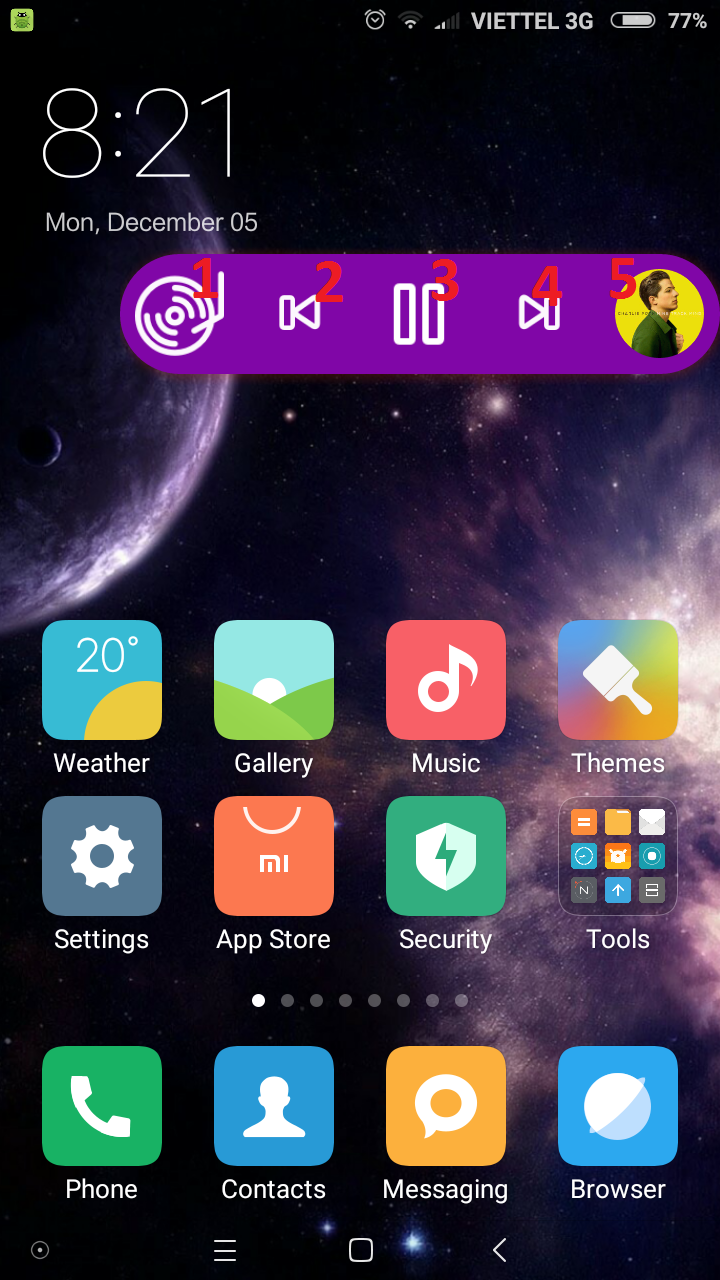 VIETTEL 3G 77%
8:21
Mon, December 05
1 2 3 4 5
20°
Weather Gallery Music Themes
mi
N
Settings App Store Security Tools
Phone Contacts Messaging Browser